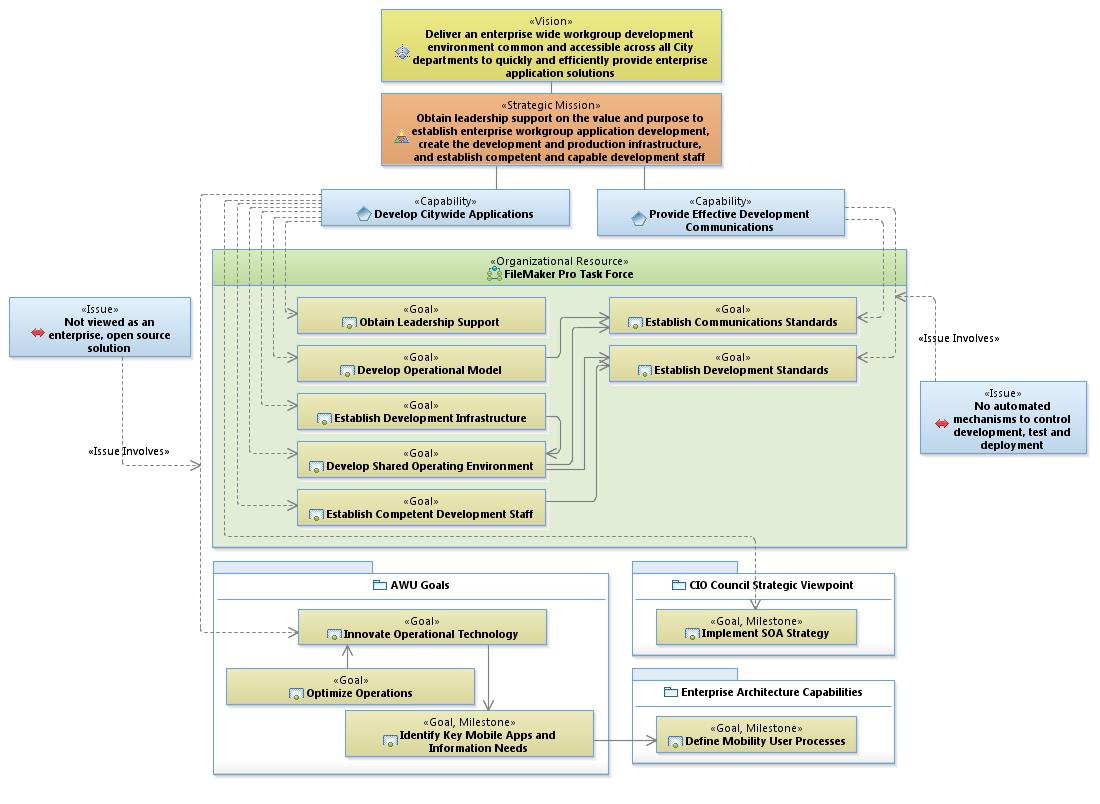 «Vision»
Deliver an enterprise wide workgroup development
environment common and accessible across all City
departments to quickly and efficiently provide enterprise
application solutions
«Strategic Mission»
Obtain leadership support on the value and purpose to
establish enterprise workgroup application development,
create the development and production infrastructure,
and establish competent and capable development staff
«Capability»
Develop Citywide Applications
«Capability»
Provide Effective Development
Communications
«Organizational Resource»
FileMaker Pro Task Force
«Issue»
Not viewed as an
enterprise, open source
solution
«Goal»
Obtain Leadership Support
«Goal»
Establish Communications Standards
«Issue Involves»
«Goal»
Develop Operational Model
«Goal»
Establish Development Standards
«Issue»
No automated
mechanisms to control
development, test and
deployment
«Goal»
Establish Development Infrastructure
«Issue Involves»
«Goal»
Develop Shared Operating Environment
«Goal»
Establish Competent Development Staff
AWU Goals
«Goal»
Innovate Operational Technology
«Goal»
Optimize Operations
«Goal, Milestone»
Identify Key Mobile Apps and
Information Needs
CIO Council Strategic Viewpoint
«Goal, Milestone»
Implement SOA Strategy
Enterprise Architecture Capabilities
«Goal, Milestone»
Define Mobility User Processes